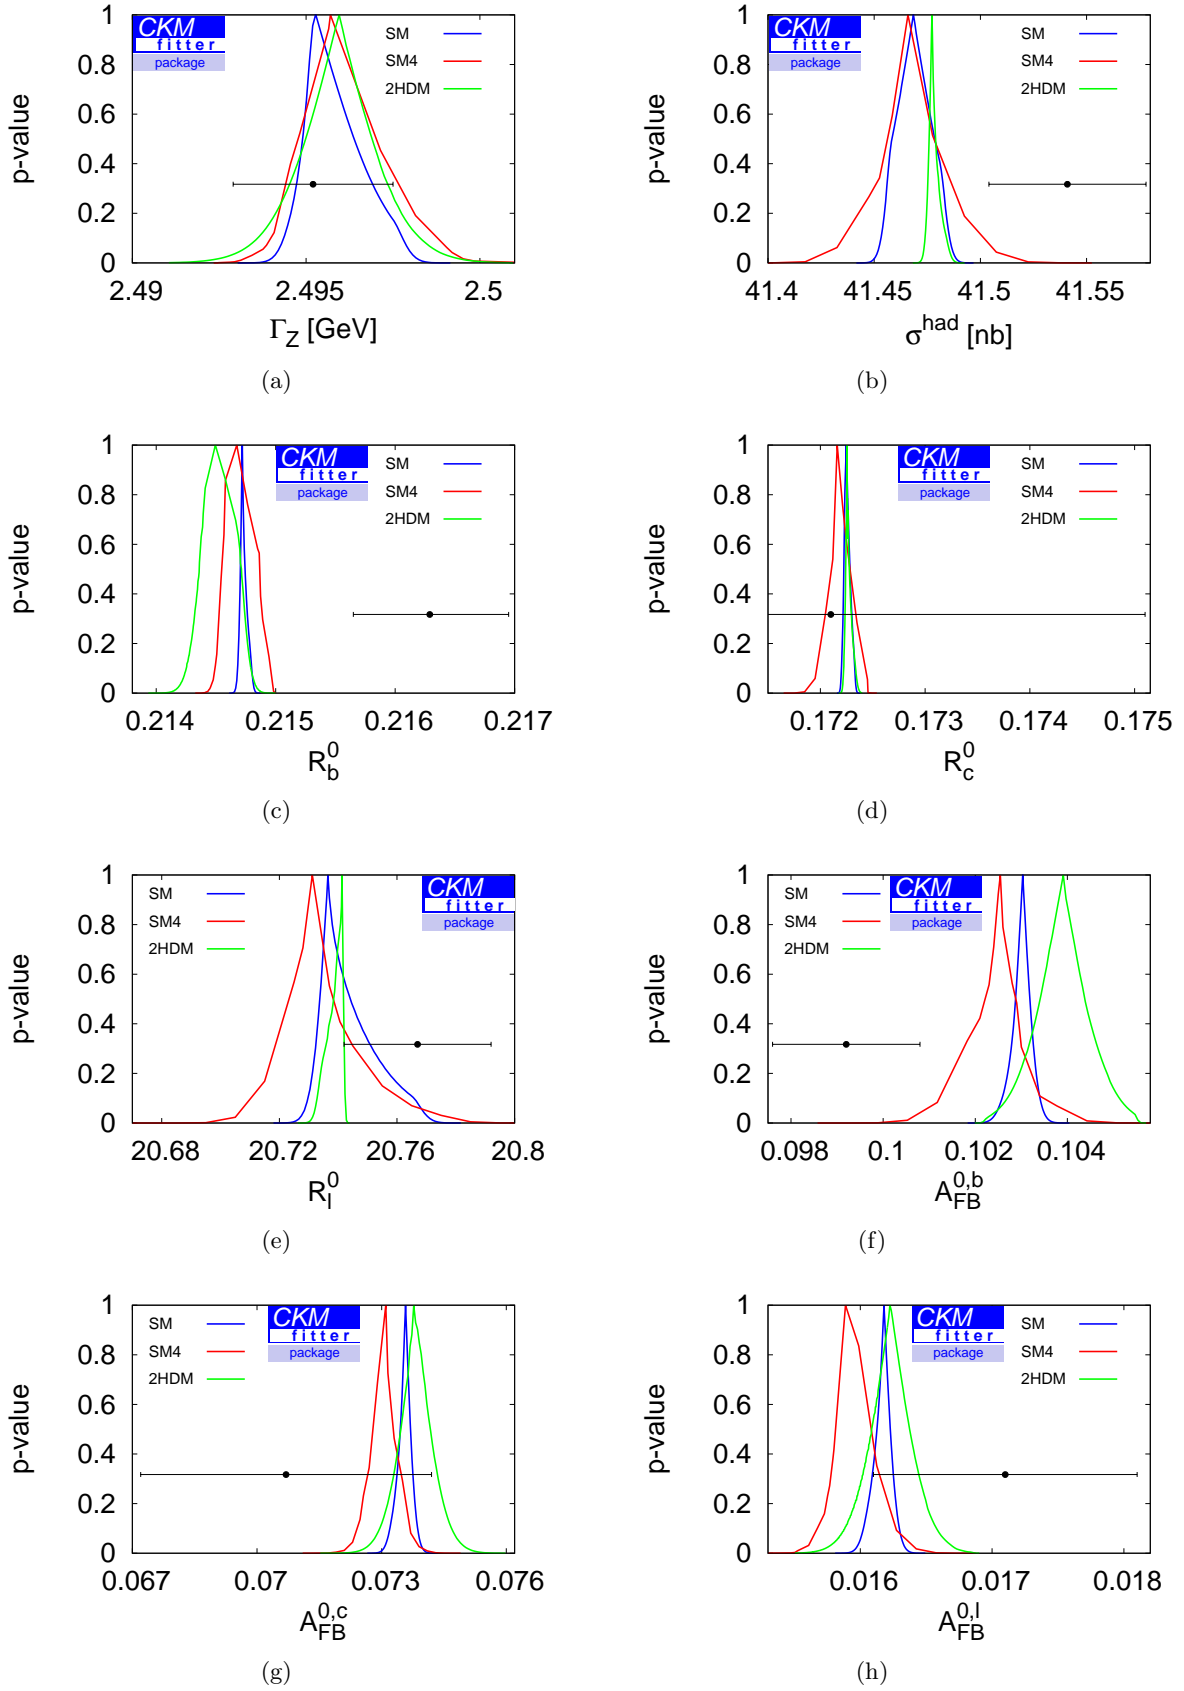 CKM
fitter
package
SM
SM4
2HDM
p-value
1
0.8
0.6
0.4
0.2
0
2.49
2.495
2.5
Γ_Z [GeV]
(a)
CKM
fitter
package
SM
SM4
2HDM
p-value
1
0.8
0.6
0.4
0.2
0
41.4
41.45
41.5
41.55
σ^had [nb]
(b)
CKM
fitter
package
SM
SM4
2HDM
p-value
1
0.8
0.6
0.4
0.2
0
0.214
0.215
0.216
0.217
R_b^0
(c)
CKM
fitter
package
SM
SM4
2HDM
p-value
1
0.8
0.6
0.4
0.2
0
0.172
0.173
0.174
0.175
R_c^0
(d)
SM
SM4
2HDM
CKM
fitter
package
p-value
1
0.8
0.6
0.4
0.2
0
20.68
20.72
20.76
20.8
R_l^0
(e)
SM
SM4
2HDM
CKM
fitter
package
p-value
1
0.8
0.6
0.4
0.2
0
0.098
0.1
0.102
0.104
A_FB^0,b
(f)
SM
SM4
2HDM
CKM
fitter
package
p-value
1
0.8
0.6
0.4
0.2
0
0.067
0.07
0.073
0.076
A_FB^0,c
(g)
CKM
fitter
package
SM
SM4
2HDM
p-value
1
0.8
0.6
0.4
0.2
0
0.016
0.017
0.018
A_FB^0,l
(h)